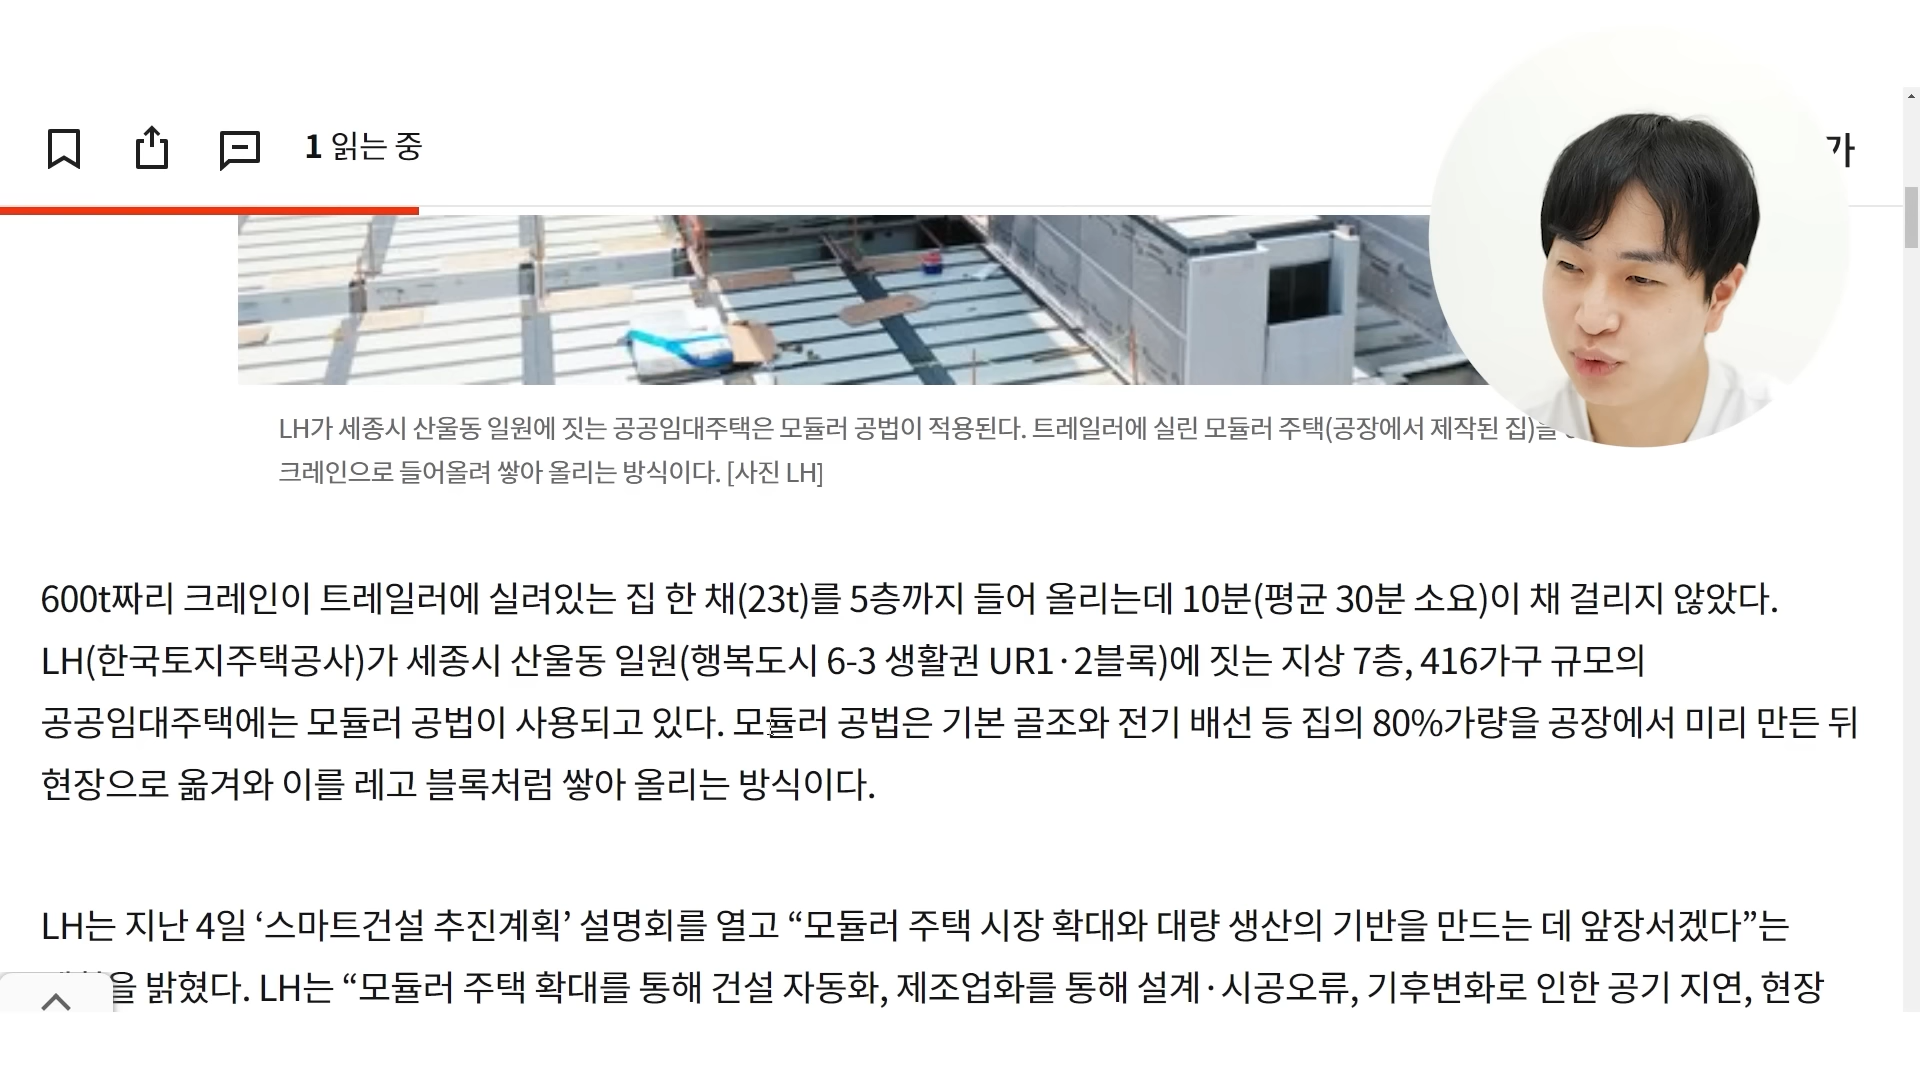 1 읽는 중
가
LH가 세종시 산울동 일원에 짓는 공공임대주택은 모듈러 공법이 적용된다. 트레일러에 실린 모듈러 주택(공장에서 제작된 집)을
크레인으로 들어올려 쌓아 올리는 방식이다. [사진 LH]
600t짜리 크레인이 트레일러에 실려있는 집 한 채(23t)를 5층까지 들어 올리는데 10분(평균 30분 소요)이 채 걸리지 않았다.
LH(한국토지주택공사)가 세종시 산울동 일원(행복도시 6-3 생활권 UR1·2블록)에 짓는 지상 7층, 416가구 규모의
공공임대주택에는 모듈러 공법이 사용되고 있다. 모듈러 공법은 기본 골조와 전기 배선 등 집의 80%가량을 공장에서 미리 만든 뒤
현장으로 옮겨와 이를 레고 블록처럼 쌓아 올리는 방식이다.
LH는 지난 4일 ‘스마트건설 추진계획’ 설명회를 열고 “모듈러 주택 시장 확대와 대량 생산의 기반을 만드는 데 앞장서겠다”는
을 밝혔다. LH는 “모듈러 주택 확대를 통해 건설 자동화, 제조업화를 통해 설계·시공오류, 기후변화로 인한 공기 지연, 현장